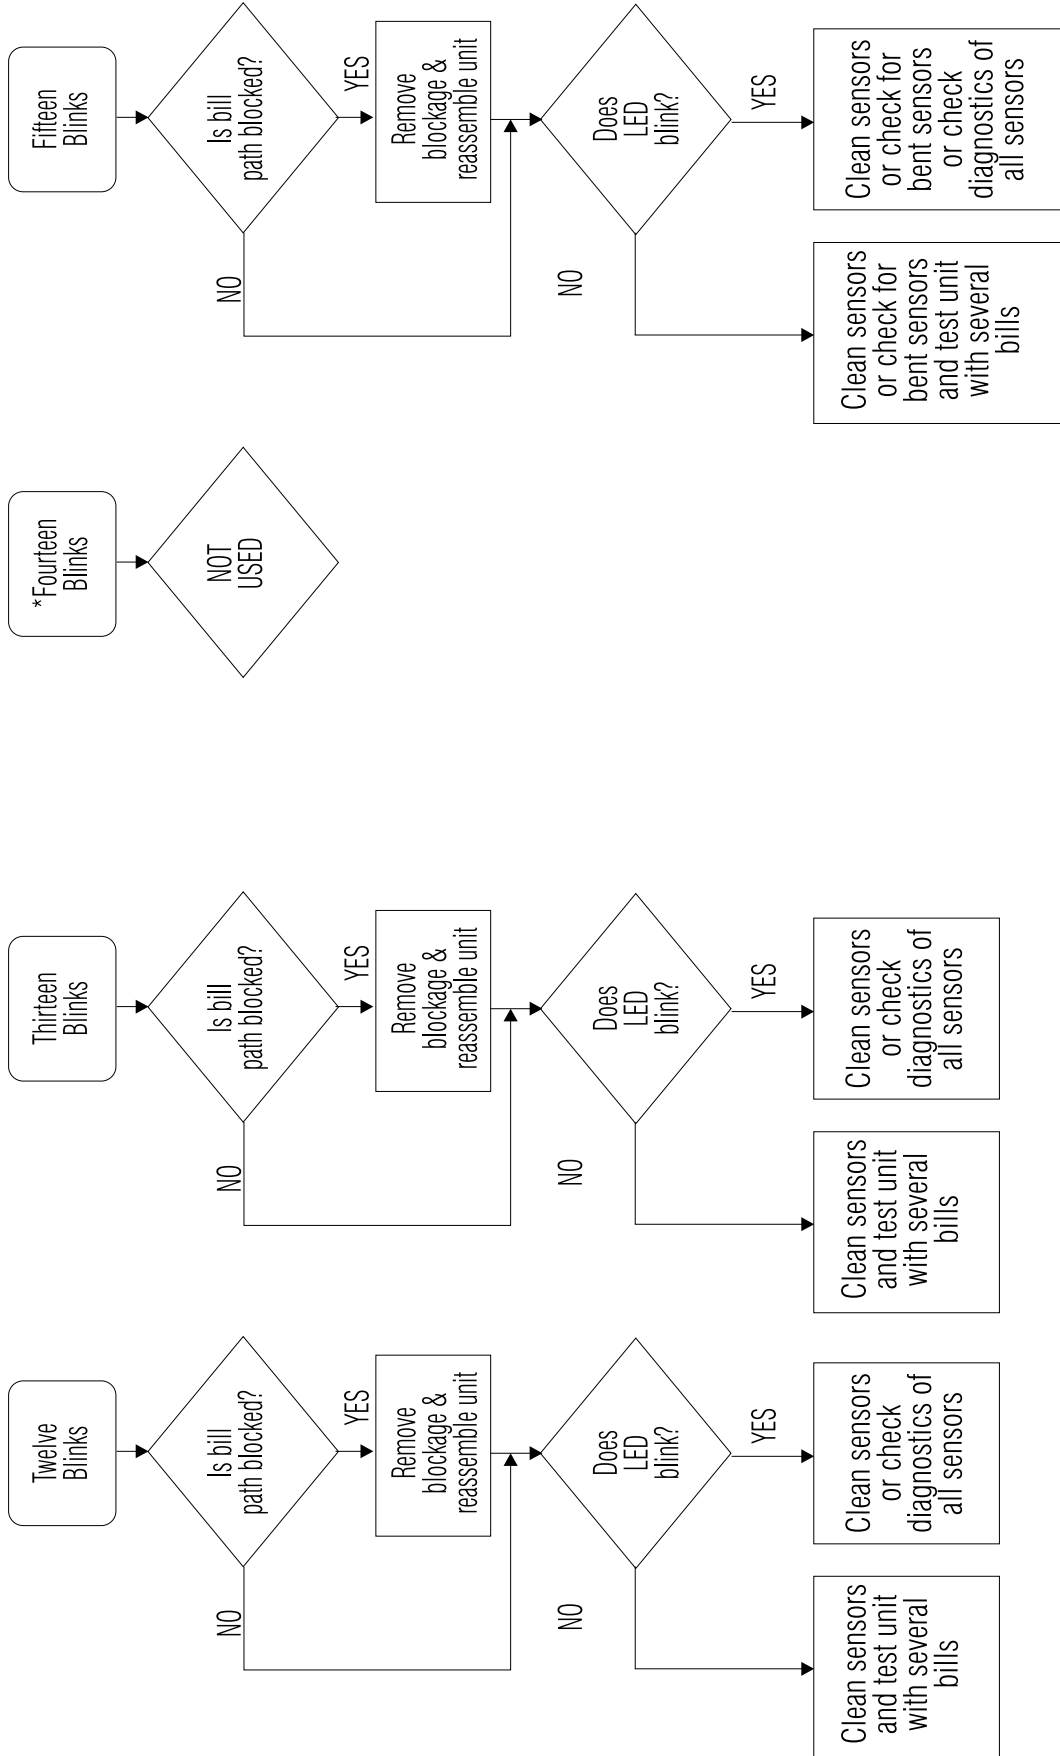 Twelve
Blinks
Is bill
path blocked?
YES
NO
Remove
blockage &
reassemble unit
Does
LED
blink?
NO
YES
Clean sensors
and test unit
with several
bills
Clean sensors
or check
diagnostics of
all sensors
Thirteen
Blinks
Is bill
path blocked?
YES
NO
Remove
blockage &
reassemble unit
Does
LED
blink?
NO
YES
Clean sensors
and test unit
with several
bills
Clean sensors
or check
diagnostics of
all sensors
*Fourteen
Blinks
NOT
USED
Fifteen
Blinks
Is bill
path blocked?
YES
NO
Remove
blockage &
reassemble unit
Does
LED
blink?
NO
YES
Clean sensors
or check for
bent sensors
and test unit
with several
bills
Clean sensors
or check for
bent sensors
or check
diagnostics of
all sensors